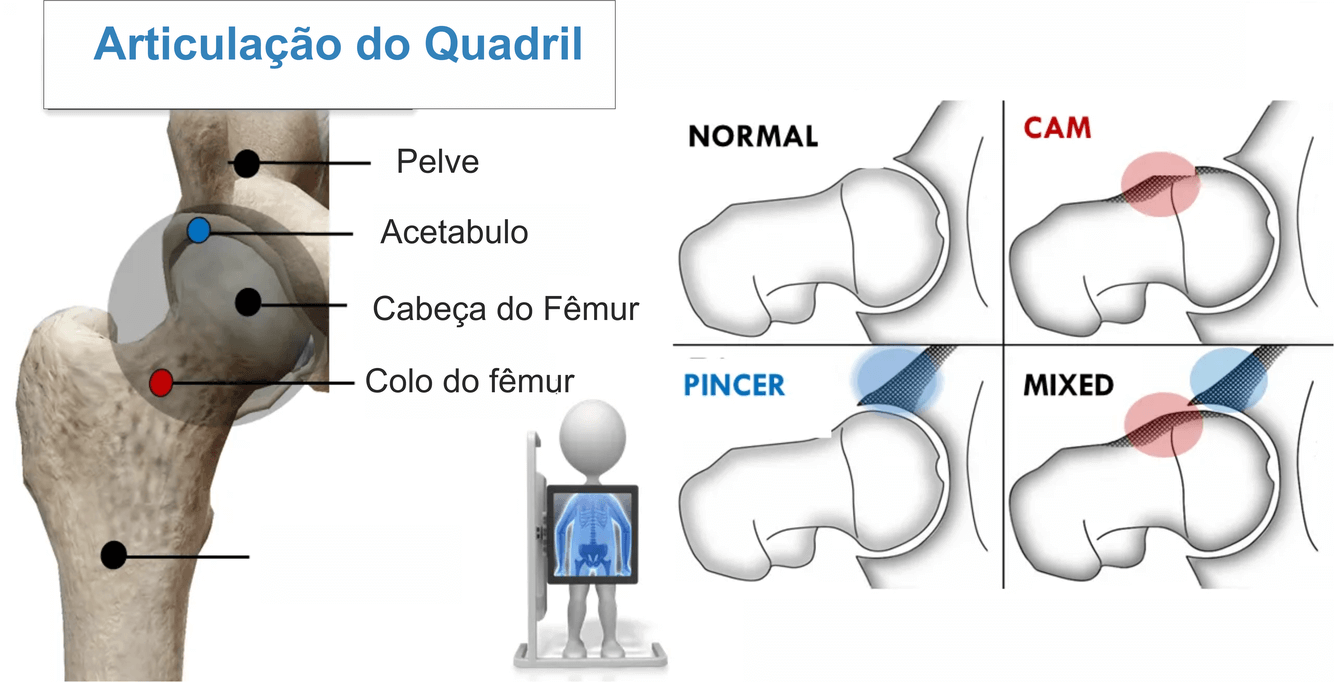 Articulação do Quadril
Pelve
Acetabulo
Cabeça do Fêmur
Colo do fêmur
NORMAL
CAM
PINCER
MIXED